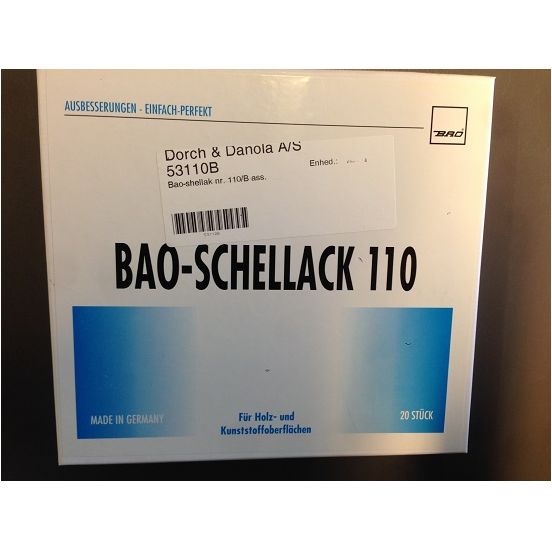 AUSBESSERUNGEN - EINFACH-PERFEKT
BAO
Dorch & Danola A/S
53110B
Enhed.:
Bao-shellak nr. 110/B ass.
BAO-SCHELLACK 110
MADE IN GERMANY
Für Holz- und
Kunststoffoberflächen
20 STÜCK